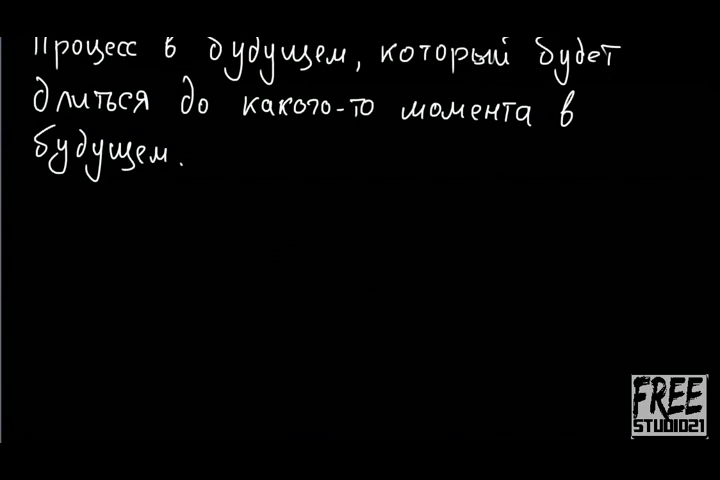 Процесс в будущем, который будет
длиться до какого-то момента в
будущем.
FREE
STUDIO21